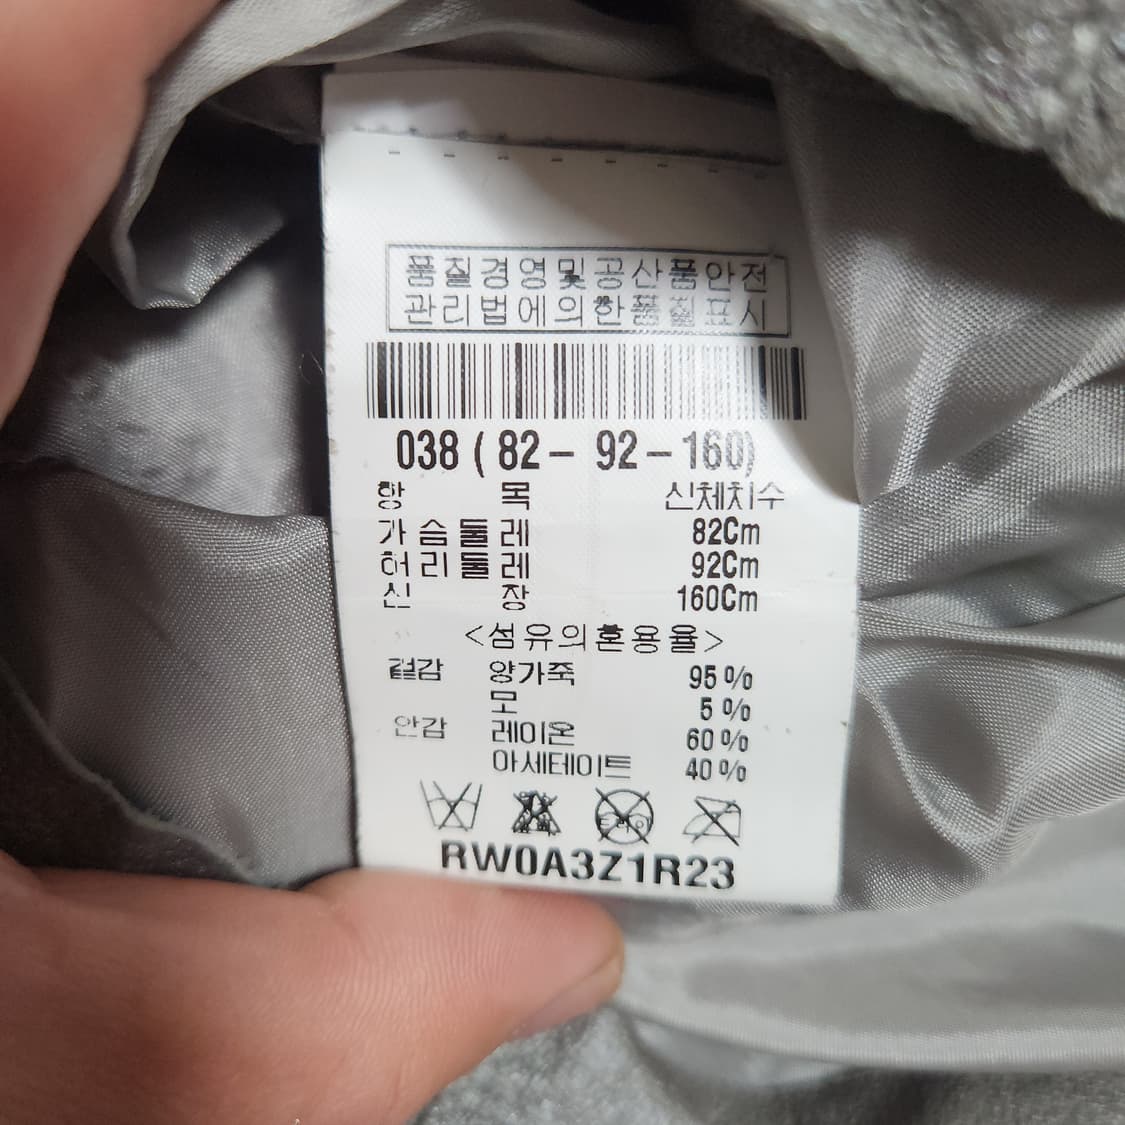 품질경영및공산품안전
관리법에의한품질표시
038 ( 82 - 92 - 160)
항 목 신체치수
가슴둘레 82Cm
허리둘레 92Cm
신 장 160Cm
<섬유의혼용율>
겉감 양가죽 95%
모 5%
안감 레이온 60%
아세테이트 40%
RW0A3Z1R23